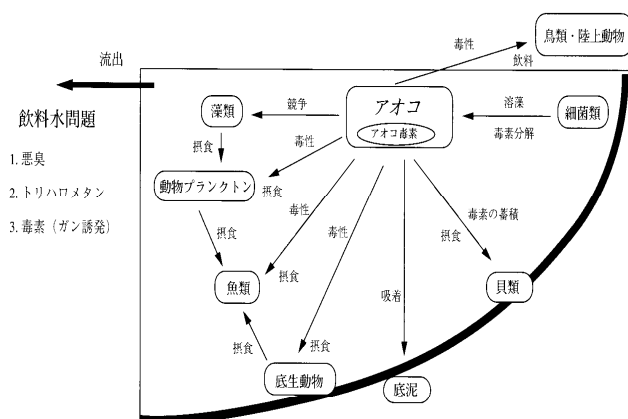 鳥類・陸上動物
毒性
飲料
流出
飲料水問題
1. 悪臭
2. トリハロメタン
3. 毒素（ガン誘発）
藻類
競争
アオコ
アオコ毒素
溶藻
毒素分解
細菌類
摂食
毒性
動物プランクトン
摂食
摂食
毒性
毒性
毒素の蓄積
摂食
魚類
摂食
吸着
貝類
摂食
摂食
底生動物
底泥